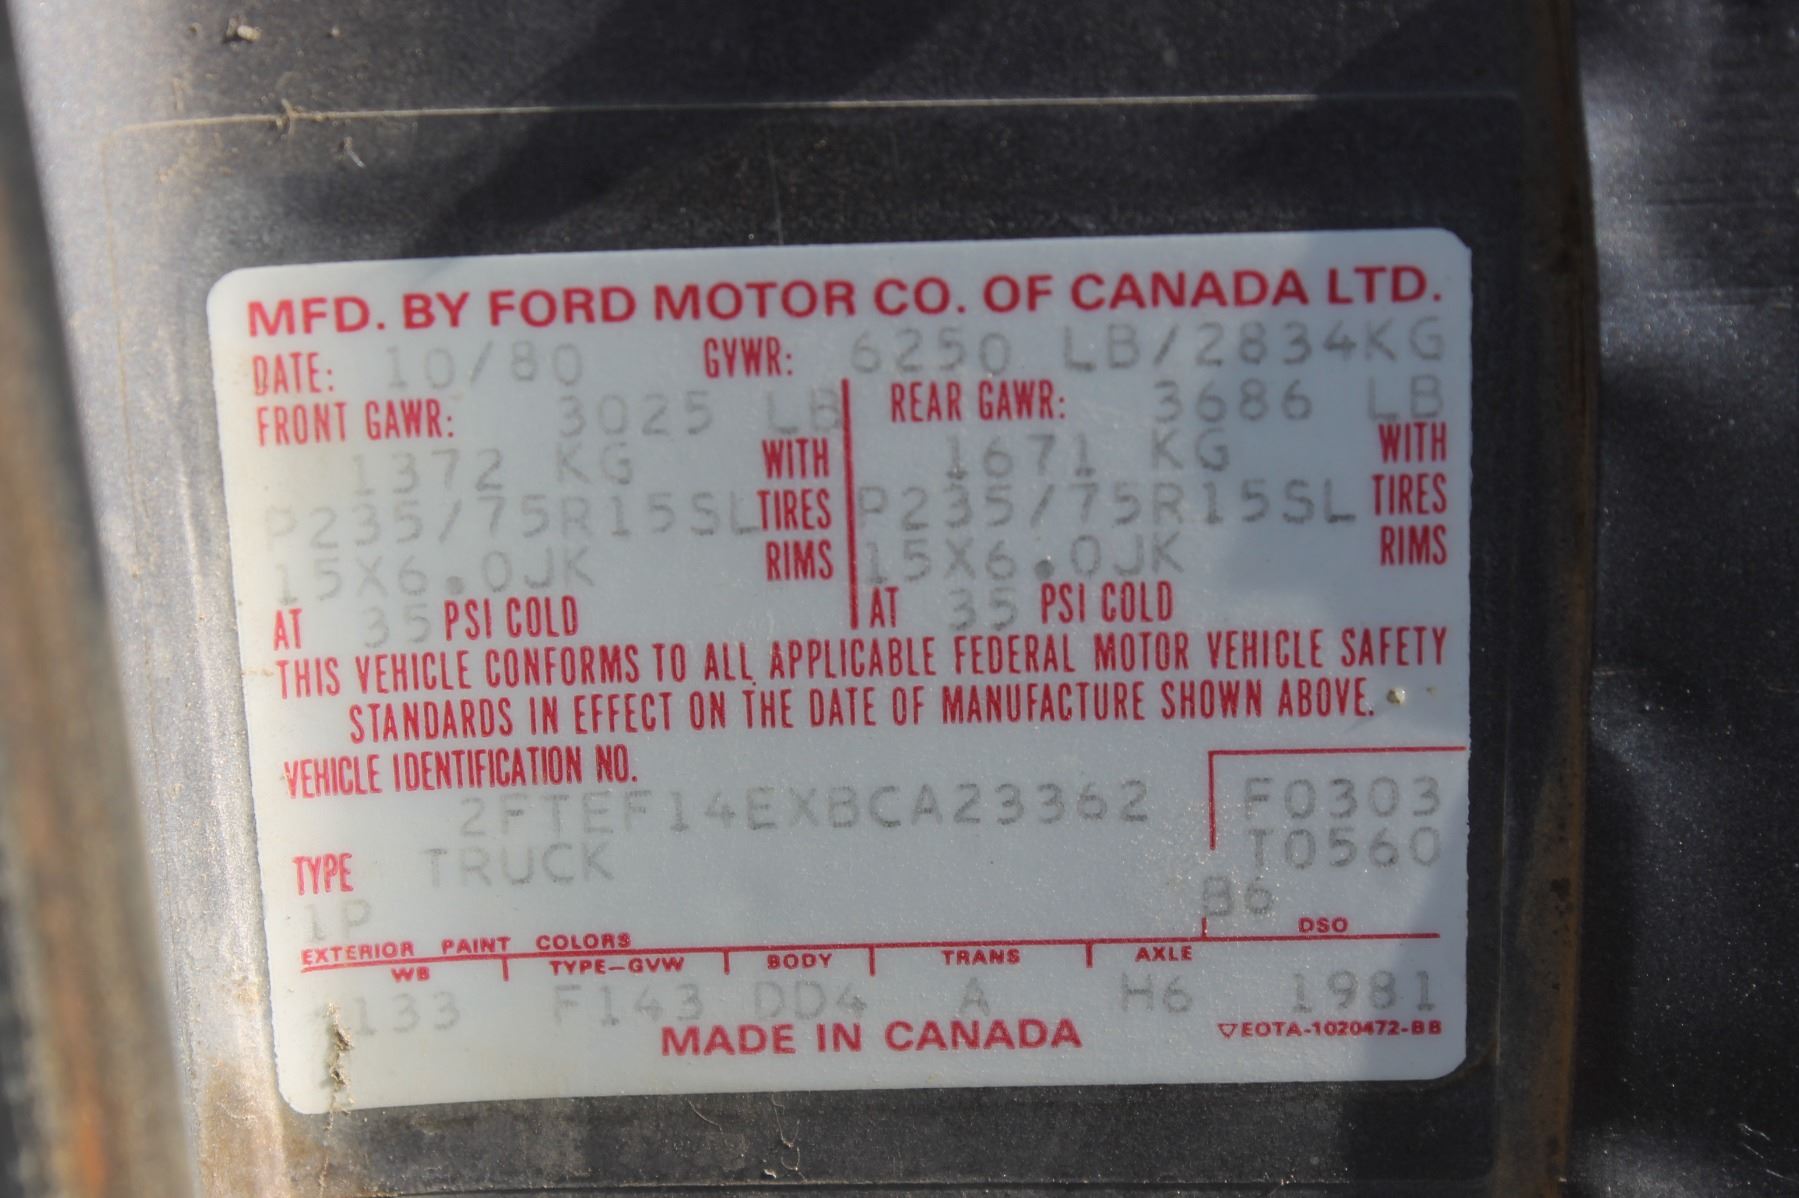 MFD. BY FORD MOTOR CO. OF CANADA LTD.
DATE: 10/80 GVWR: 6250 LB/2834KG
FRONT GAWR: 3025 LB REAR GAWR: 3686 LB
1372 KG WITH 1671 KG WITH
P235/75R15SL TIRES P235/75R15SL TIRES
15X6.0JK RIMS 15X6.0JK RIMS
AT 35 PSI COLD AT 35 PSI COLD
THIS VEHICLE CONFORMS TO ALL APPLICABLE FEDERAL MOTOR VEHICLE SAFETY
STANDARDS IN EFFECT ON THE DATE OF MANUFACTURE SHOWN ABOVE.
VEHICLE IDENTIFICATION NO.
2FTEF14EXBCA23362 F0303
TYPE TRUCK T0560
1P B6
EXTERIOR PAINT COLORS DSO
WB TYPE-GVW BODY TRANS AXLE
133 F143 DD4 A H6 1981
MADE IN CANADA ▽EOTA-1020472-BB